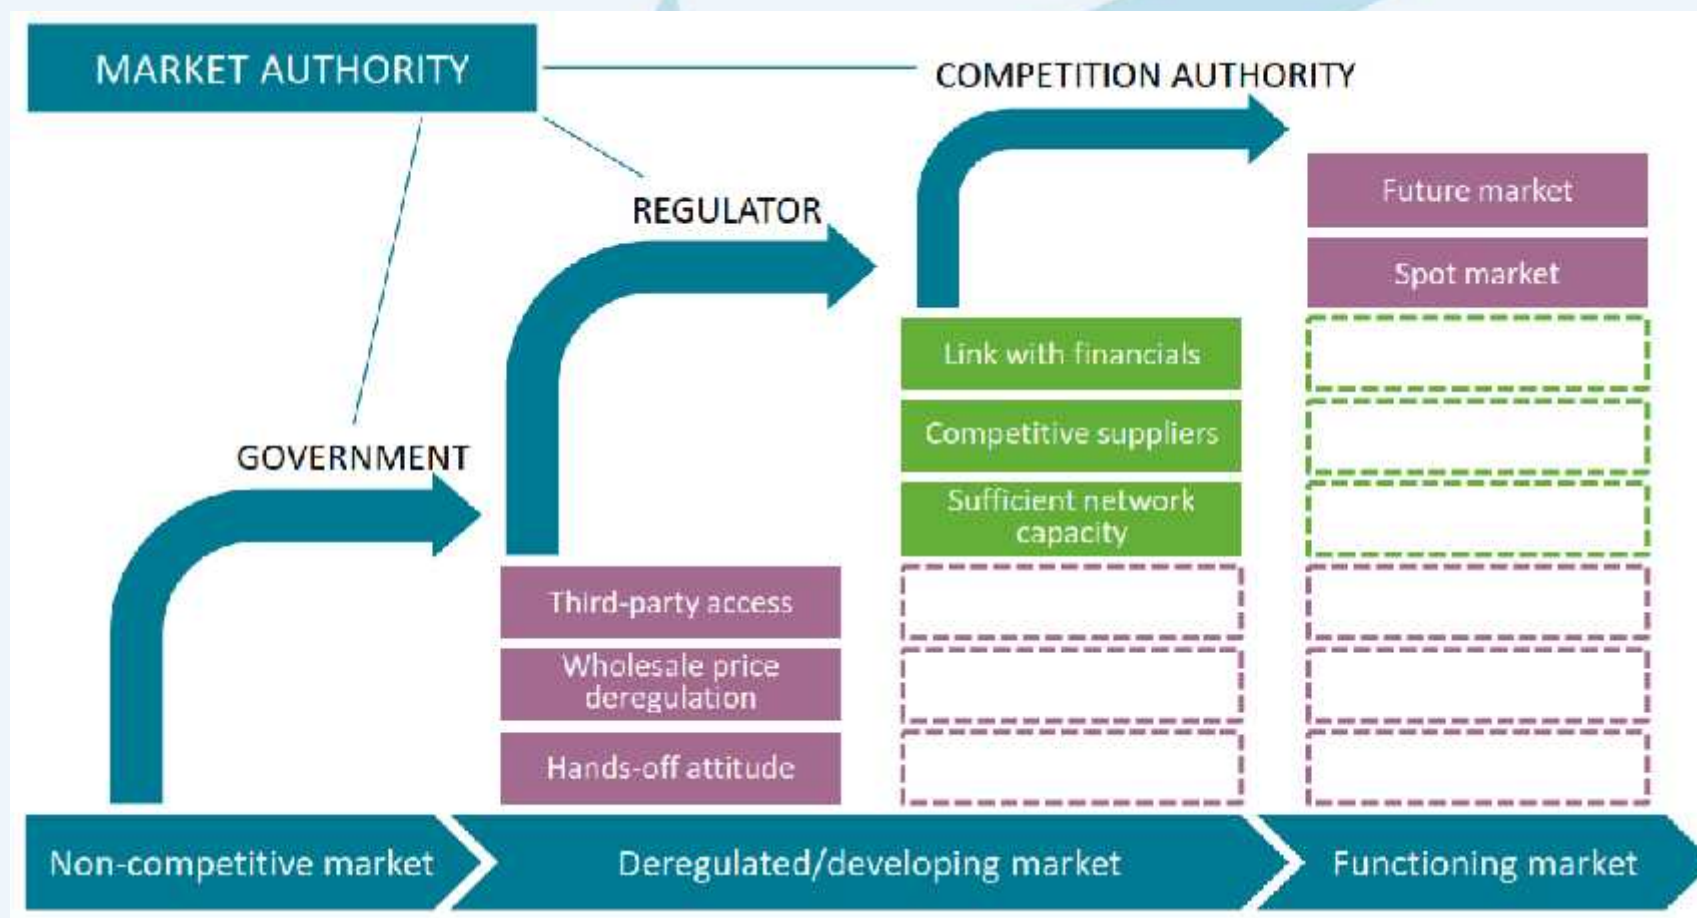 MARKET AUTHORITY
COMPETITION AUTHORITY
Future market
REGULATOR
Spot market
Link with financials
Competitive suppliers
GOVERNMENT
Sufficient network
capacity
Third-party access
Wholesale price
deregulation
Hands-off attitude
Non-competitive market
Deregulated/developing market
Functioning market